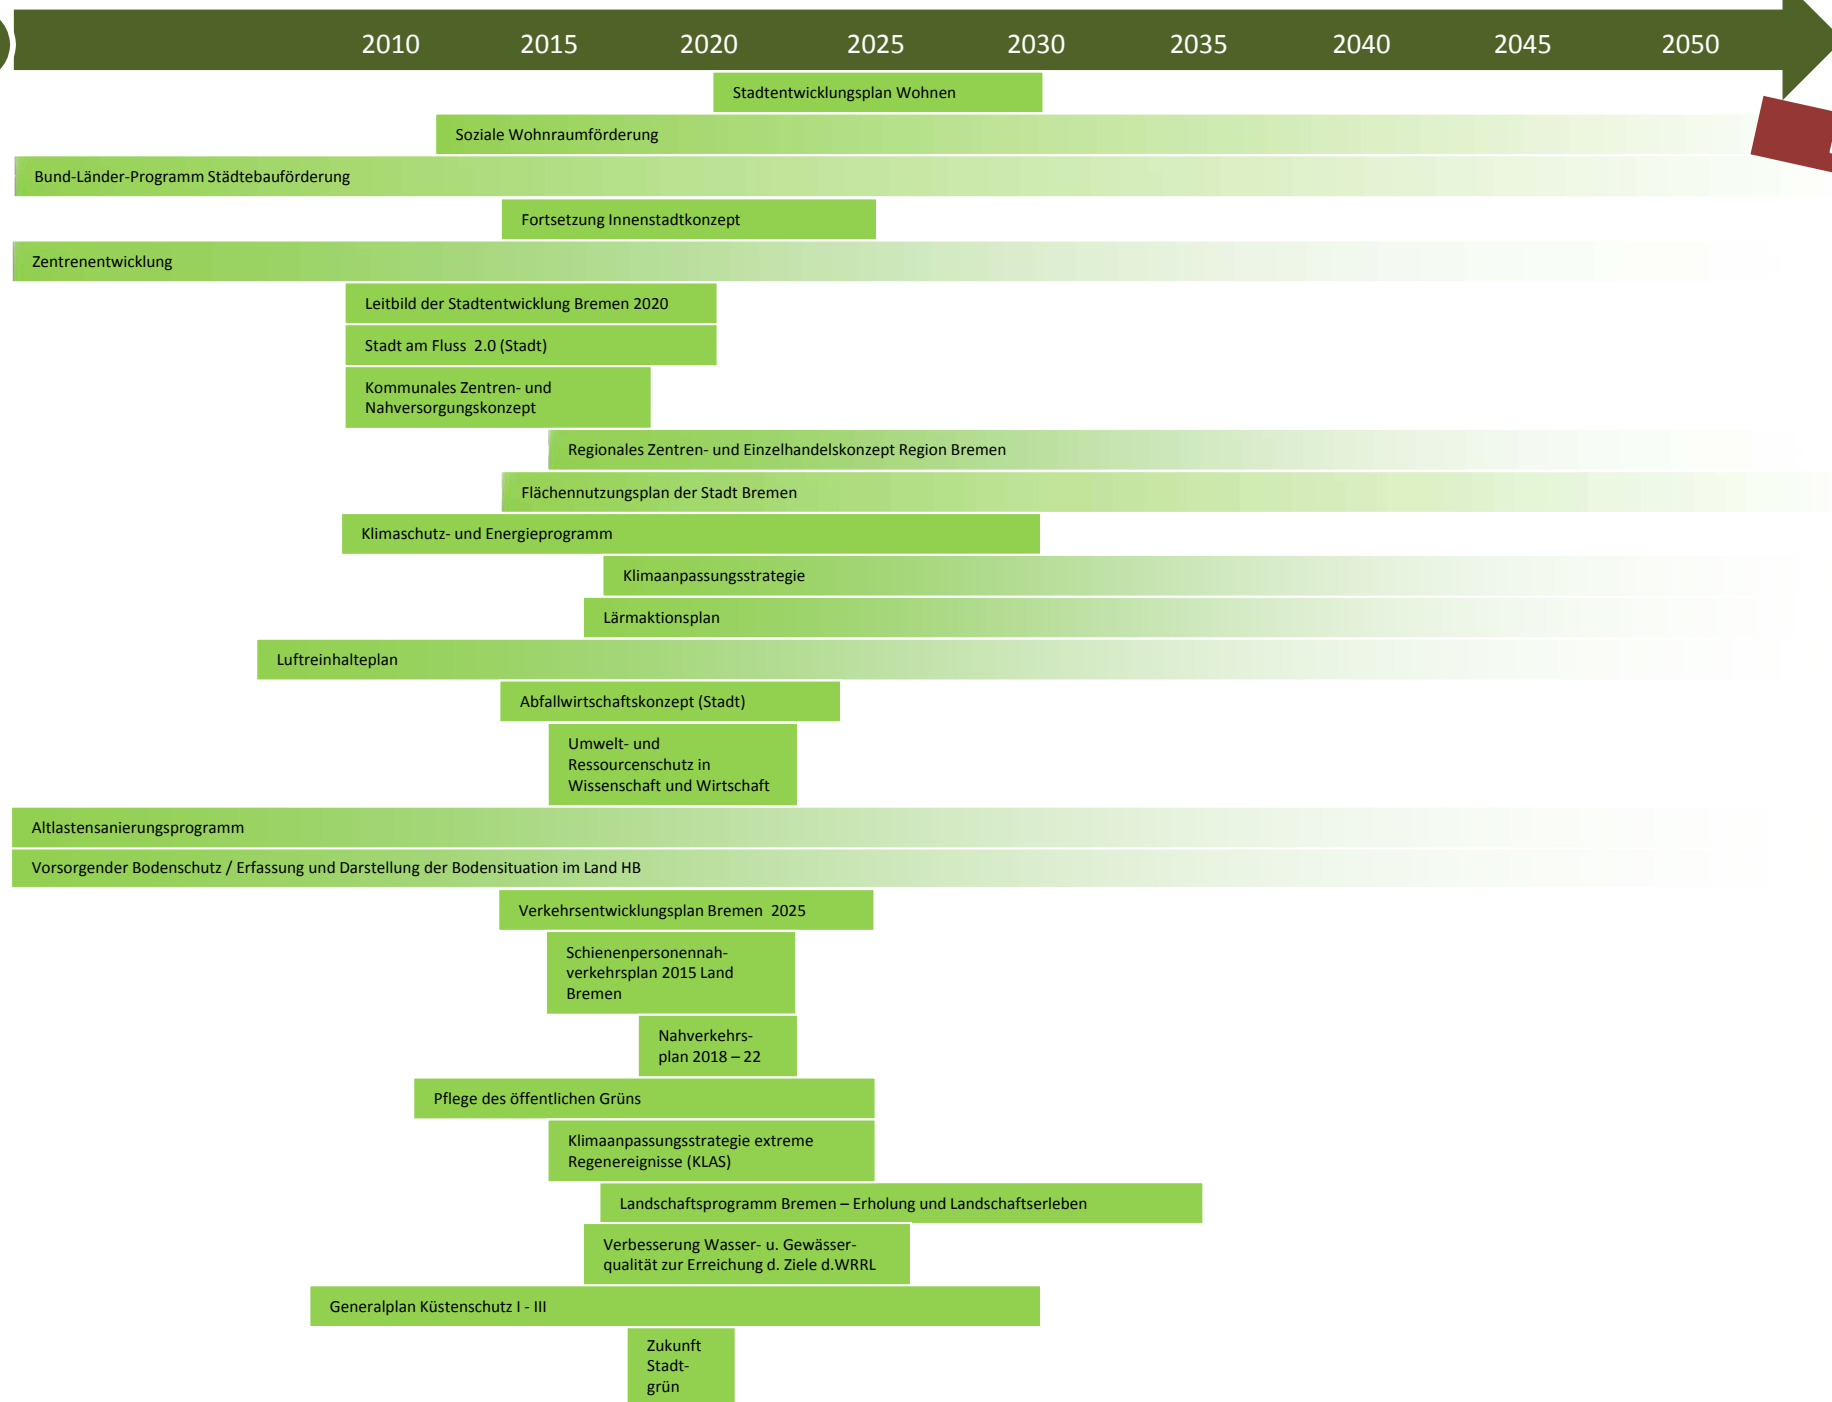 2010 2015 2020 2025 2030 2035 2040 2045 2050
Stadtentwicklungsplan Wohnen
Soziale Wohnraumförderung
Bund-Länder-Programm Städtebauförderung
Fortsetzung Innenstadtkonzept
Zentrenentwicklung
Leitbild der Stadtentwicklung Bremen 2020
Stadt am Fluss 2.0 (Stadt)
Kommunales Zentren- und
Nahversorgungskonzept
Regionales Zentren- und Einzelhandelskonzept Region Bremen
Flächennutzungsplan der Stadt Bremen
Klimaschutz- und Energieprogramm
Klimaanpassungsstrategie
Lärmaktionsplan
Luftreinhalteplan
Abfallwirtschaftskonzept (Stadt)
Umwelt- und
Ressourcenschutz in
Wissenschaft und Wirtschaft
Altlastensanierungsprogramm
Vorsorgender Bodenschutz / Erfassung und Darstellung der Bodensituation im Land HB
Verkehrsentwicklungsplan Bremen 2025
Schienenpersonennah-
verkehrsplan 2015 Land
Bremen
Nahverkehrs-
plan 2018 – 22
Pflege des öffentlichen Grüns
Klimaanpassungsstrategie extreme
Regenereignisse (KLAS)
Landschaftsprogramm Bremen – Erholung und Landschaftserleben
Verbesserung Wasser- u. Gewässer-
qualität zur Erreichung d. Ziele d.WRRL
Generalplan Küstenschutz I - III
Zukunft
Stadt-
grün